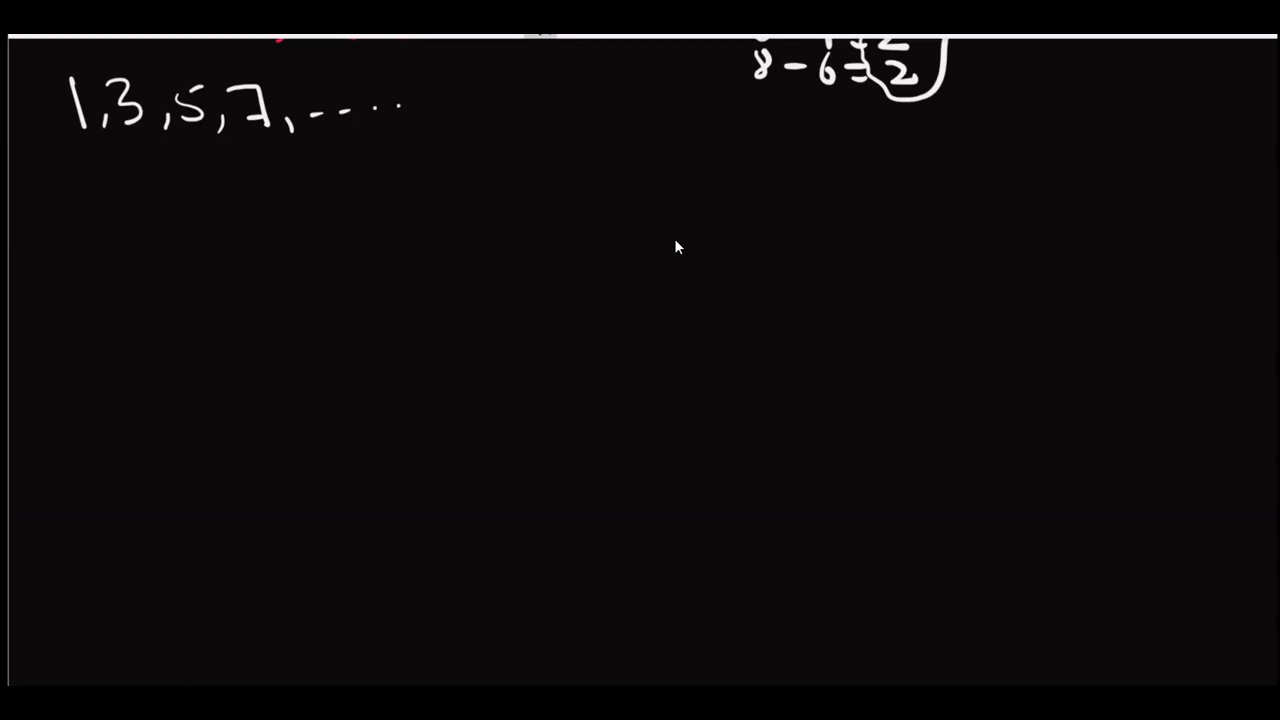 8 - 6 = 2
1, 3, 5, 7, - - . .